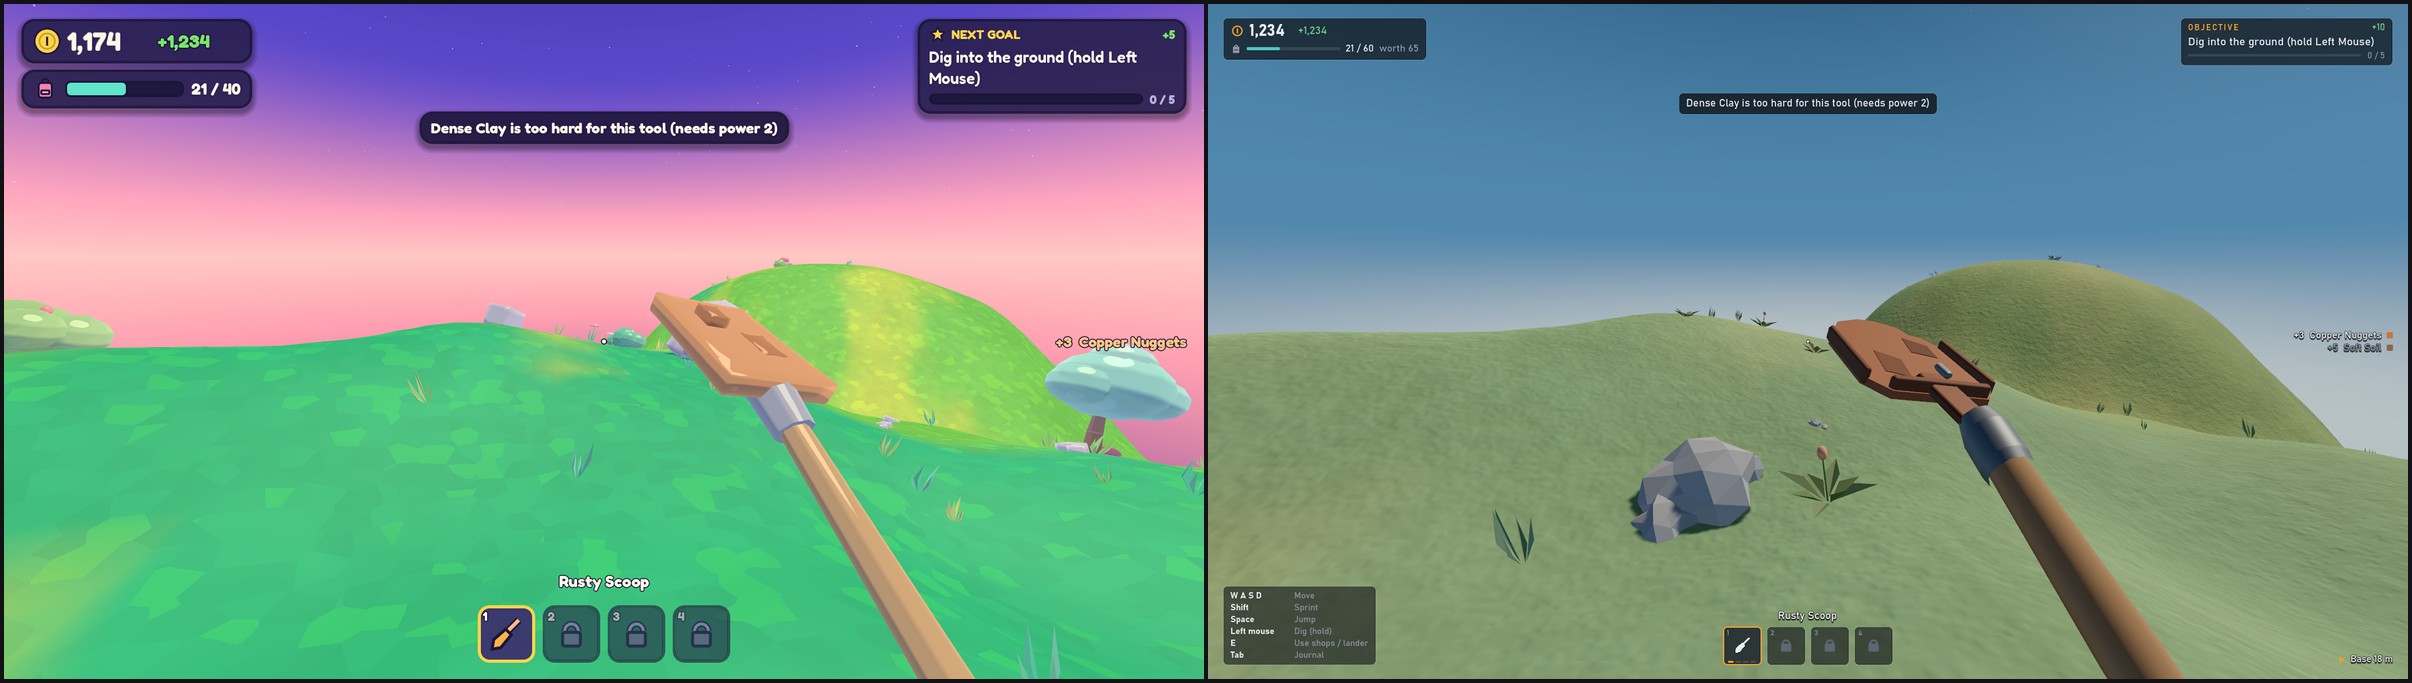 1,174 +1,234
21 / 40
NEXT GOAL +5
Dig into the ground (hold Left
Mouse)
0 / 5
Dense Clay is too hard for this tool (needs power 2)
+3 Copper Nuggets
Rusty Scoop
1 2 3 4
1,234 +1,234
21 / 60 worth 65
OBJECTIVE +10
Dig into the ground (hold Left Mouse)
0 / 5
Dense Clay is too hard for this tool (needs power 2)
+3 Copper Nuggets
+5 Soft Soil
W A S D Move
Shift Sprint
Space Jump
Left mouse Dig (hold)
E Use shops / lander
Tab Journal
Rusty Scoop
1 2 3 4
Base 18 m